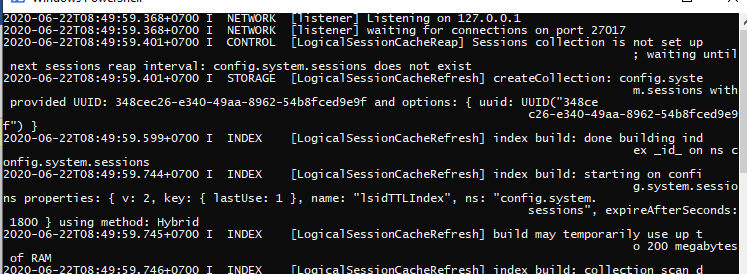 Windows PowerShell
2020-06-22T08:49:59.368+0700 I  NETWORK  [listener] Listening on 127.0.0.1
2020-06-22T08:49:59.368+0700 I  NETWORK  [listener] waiting for connections on port 27017
2020-06-22T08:49:59.401+0700 I  CONTROL  [LogicalSessionCacheReap] Sessions collection is not set up
; waiting until
next sessions reap interval: config.system.sessions does not exist
2020-06-22T08:49:59.401+0700 I  STORAGE  [LogicalSessionCacheRefresh] createCollection: config.syste
m.sessions with
provided UUID: 348cec26-e340-49aa-8962-54b8fced9e9f and options: { uuid: UUID("348ce
c26-e340-49aa-8962-54b8fced9e9
f") }
2020-06-22T08:49:59.599+0700 I  INDEX    [LogicalSessionCacheRefresh] index build: done building ind
ex _id_ on ns c
onfig.system.sessions
2020-06-22T08:49:59.744+0700 I  INDEX    [LogicalSessionCacheRefresh] index build: starting on confi
g.system.sessio
ns properties: { v: 2, key: { lastUse: 1 }, name: "lsidTTLIndex", ns: "config.system.
sessions", expireAfterSeconds:
1800 } using method: Hybrid
2020-06-22T08:49:59.745+0700 I  INDEX    [LogicalSessionCacheRefresh] build may temporarily use up t
o 200 megabytes
of RAM
2020-06-22T08:49:59.746+0700 I  INDEX    [LogicalSessionCacheRefresh] index build: collection scan d